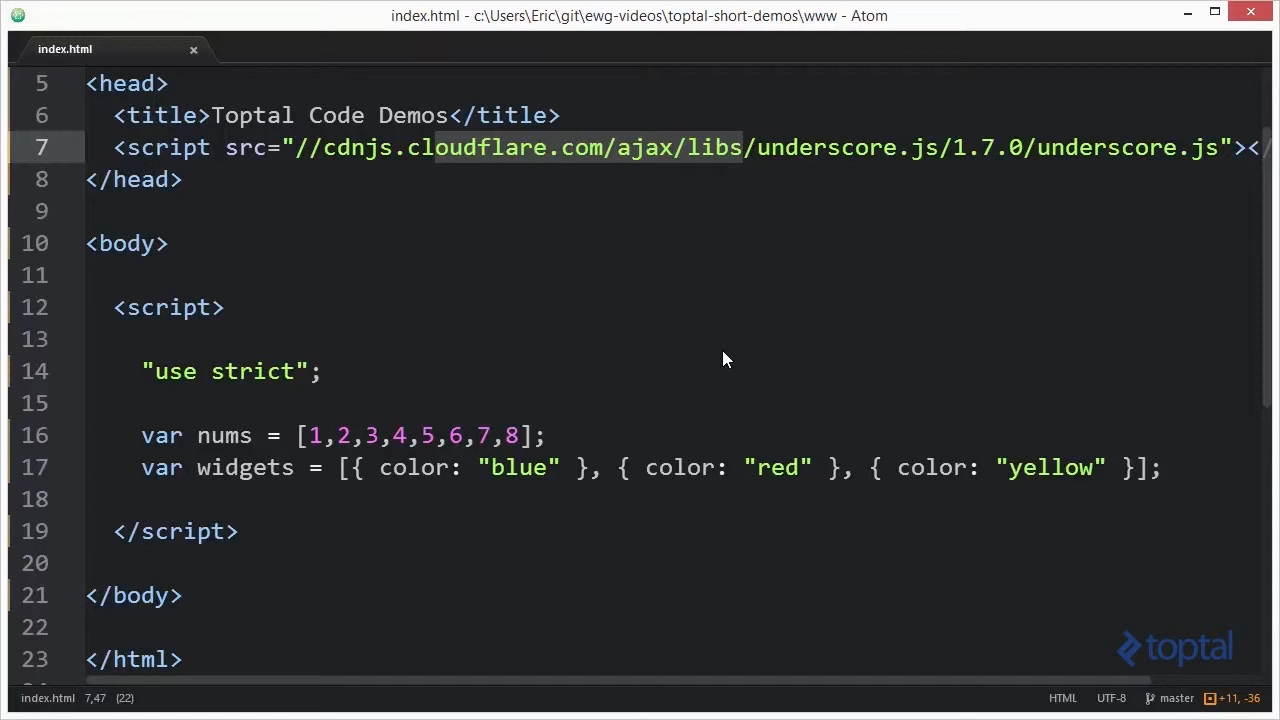 index.html - c:\Users\Eric\git\ewg-videos\toptal-short-demos\www - Atom
index.html
5 <head>
6 <title>Toptal Code Demos</title>
7 <script src="//cdnjs.cloudflare.com/ajax/libs/underscore.js/1.7.0/underscore.js"></
8 </head>
9
10 <body>
11
12 <script>
13
14 "use strict";
15
16 var nums = [1,2,3,4,5,6,7,8];
17 var widgets = [{ color: "blue" }, { color: "red" }, { color: "yellow" }];
18
19 </script>
20
21 </body>
22
23 </html>
toptal
index.html 7,47 (22) HTML UTF-8 master +11, -36